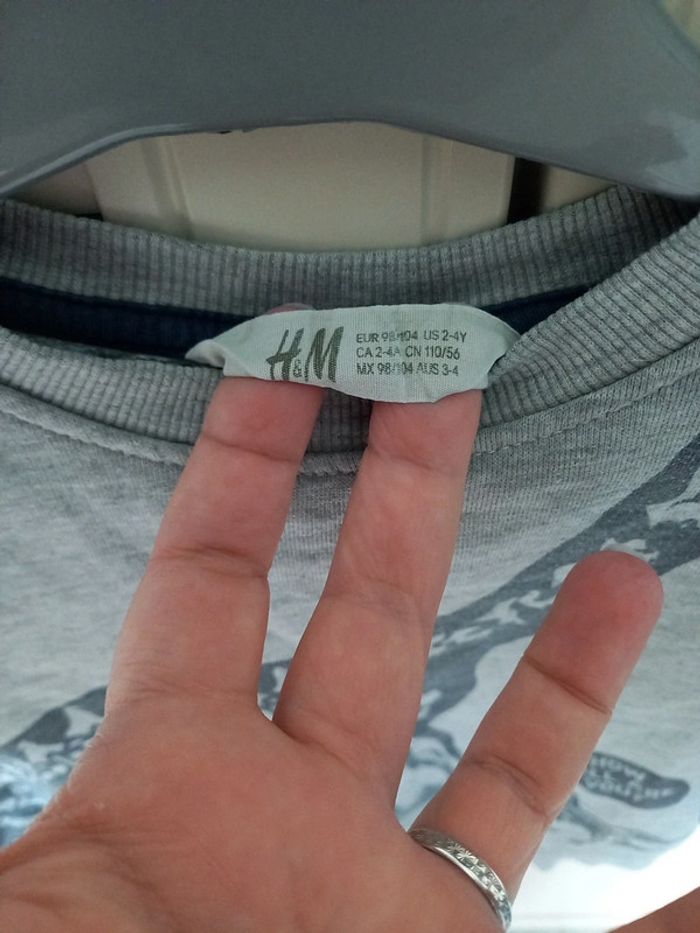 H&M
EUR 98/104 US 2-4Y
CA 2-4A CN 110/56
MX 98/104 AUS 3-4